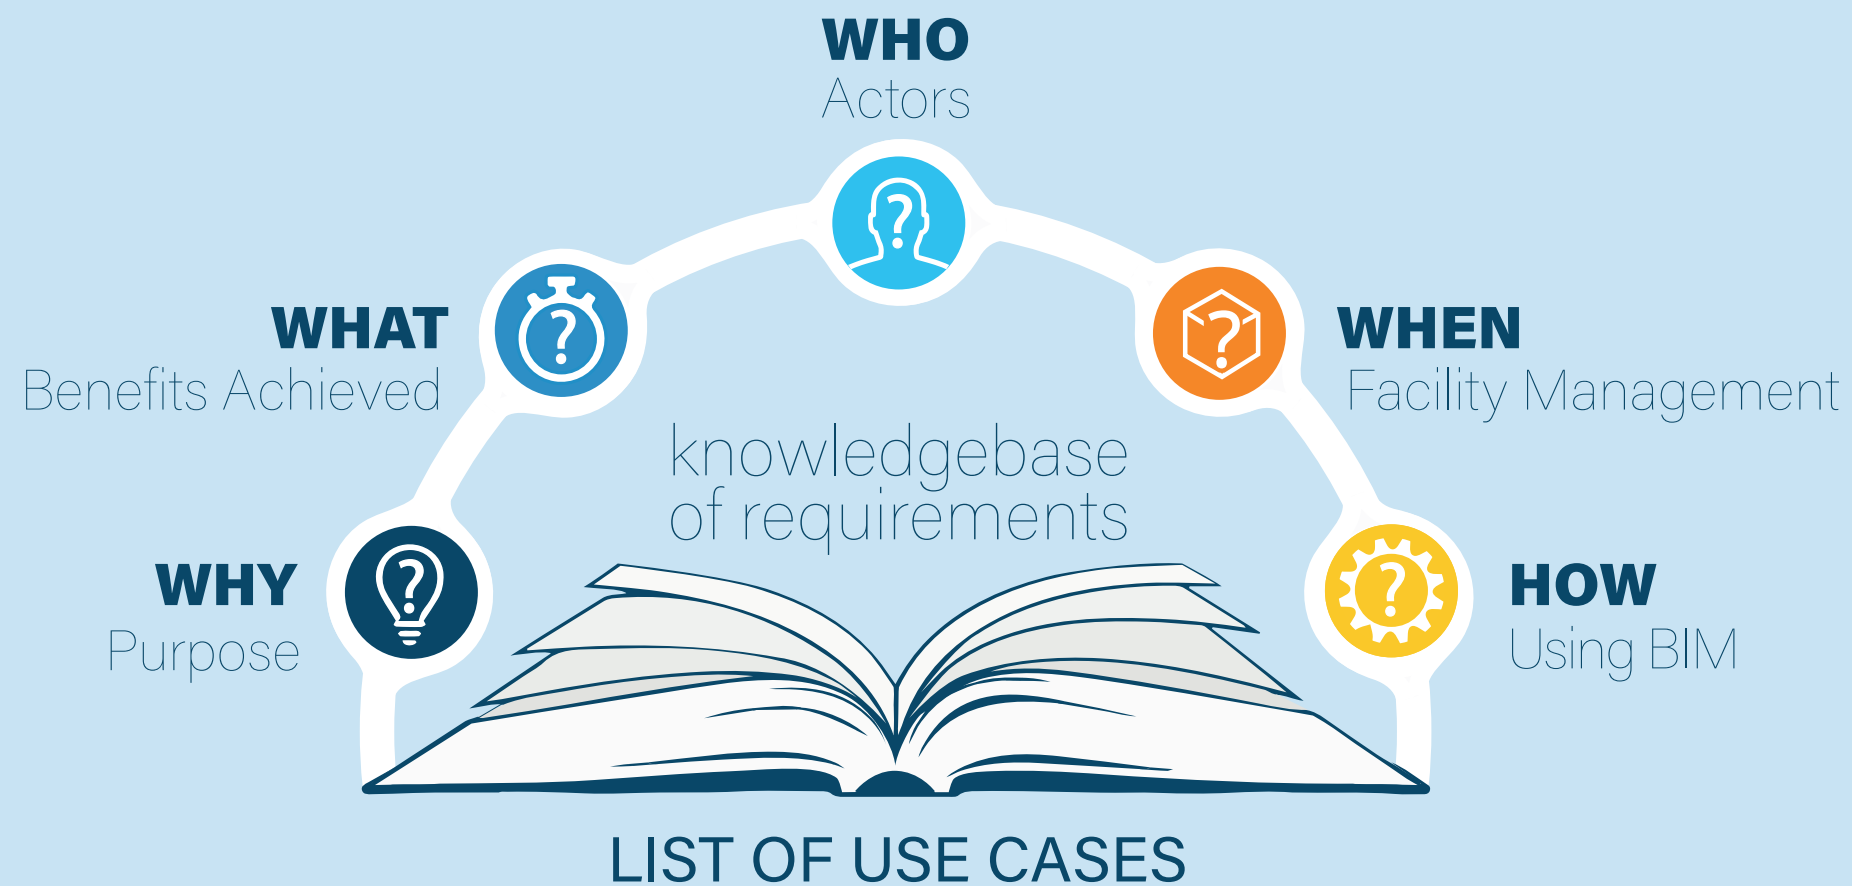 WHO
Actors
WHAT
Benefits Achieved
WHEN
Facility Management
knowledgebase
of requirements
WHY
Purpose
HOW
Using BIM
?
?
?
?
?
LIST OF USE CASES